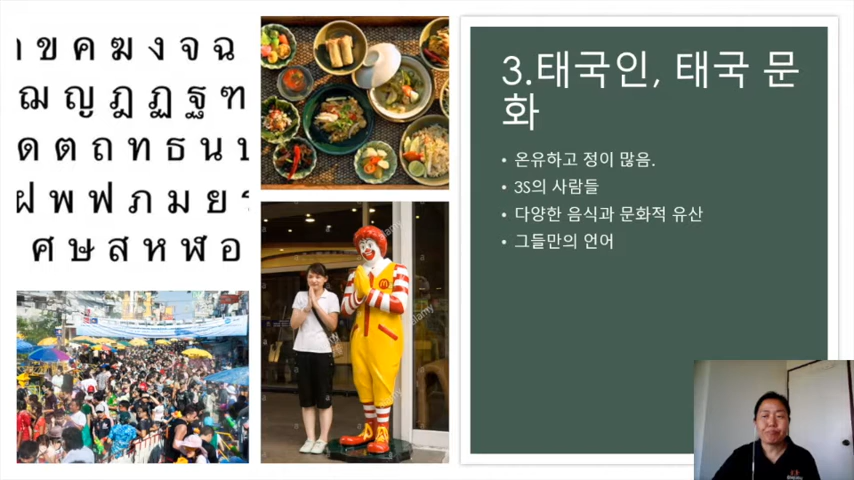 ข ค ฆ ง จ ฉ
ฌ ญ ฎ ฏ ฐ ฑ
ด ต ถ ท ธ น
ฝ พ ฟ ภ ม ย
ศ ษ ส ห ฬ อ
3.태국인, 태국 문
화
• 온유하고 정이 많음.
• 3S의 사람들
• 다양한 음식과 문화적 유산
• 그들만의 언어
alamy